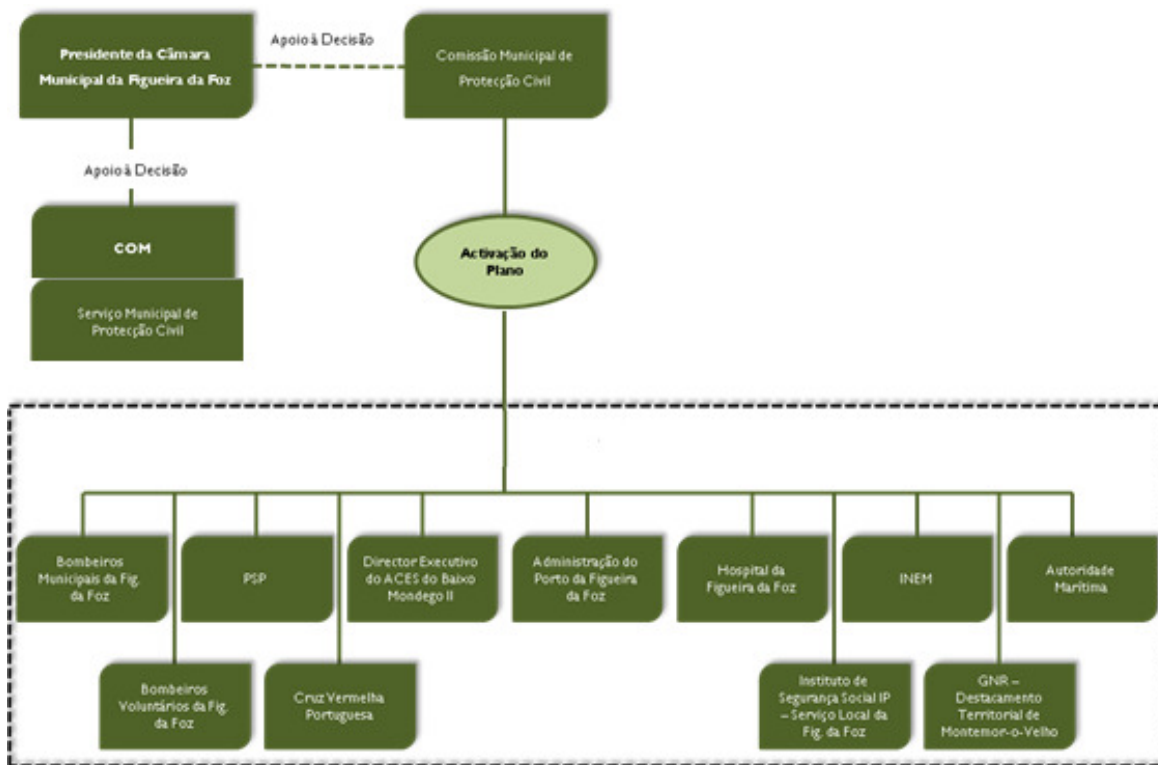 Presidente da Câmara
Municipal da Figueira da Foz
Apoio à Decisão
Comissão Municipal de
Protecção Civil
Apoio à Decisão
COM
Serviço Municipal de
Protecção Civil
Activação do
Plano
Bombeiros
Municipais da Fig.
da Foz
PSP
Director Executivo
do ACES do Baixo
Mondego II
Administração do
Porto da Figueira
da Foz
Hospital da
Figueira da Foz
INEM
Autoridade
Marítima
Bombeiros
Voluntários da Fig.
da Foz
Cruz Vermelha
Portuguesa
Instituto de
Segurança Social IP
– Serviço Local da
Fig. da Foz
GNR –
Destacamento
Territorial de
Montemor-o-Velho